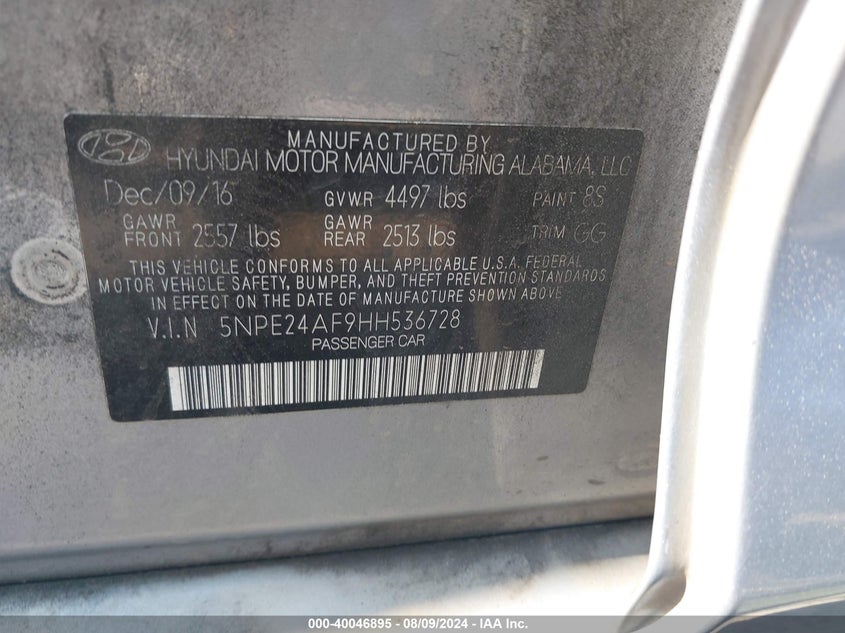 MANUFACTURED BY
HYUNDAI MOTOR MANUFACTURING ALABAMA, LLC
Dec/09/16 GVWR 4497 lbs PAINT 8S
GAWR FRONT 2557 lbs GAWR REAR 2513 lbs TRIM GG
THIS VEHICLE CONFORMS TO ALL APPLICABLE U.S.A. FEDERAL
MOTOR VEHICLE SAFETY, BUMPER, AND THEFT PREVENTION STANDARDS
IN EFFECT ON THE DATE OF MANUFACTURE SHOWN ABOVE
V.I.N 5NPE24AF9HH536728
PASSENGER CAR
000-40046895 - 08/09/2024 - IAA Inc.